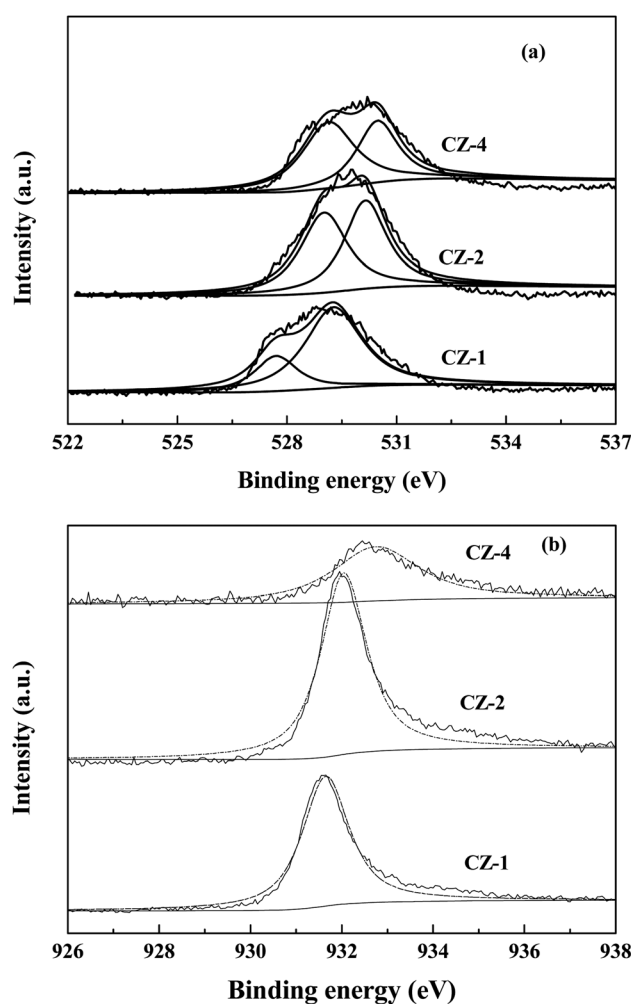 (a)
CZ-4
CZ-2
CZ-1
Intensity (a.u.)
522 525 528 531 534 537
Binding energy (eV)
(b)
CZ-4
CZ-2
CZ-1
Intensity (a.u.)
926 928 930 932 934 936 938
Binding energy (eV)